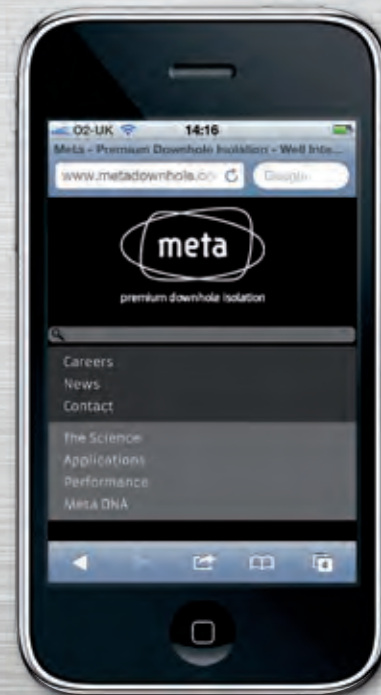 O2-UK 14:16
Meta - Premium Downhole Isolation - Well Inte...
www.metadownhole.co
Google
meta
premium downhole isolation
Careers
News
Contact
The Science
Applications
Performance
Meta DNA